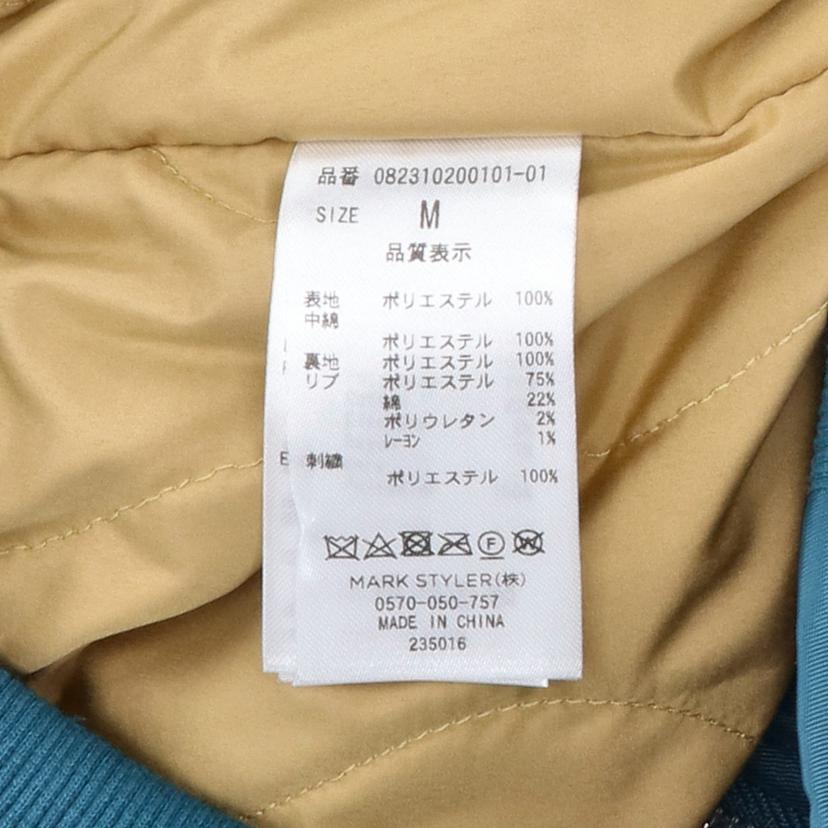 品番 082310200101-01
SIZE M
品質表示
表地 ポリエステル 100%
中綿
ポリエステル 100%
裏地 ポリエステル 100%
リブ ポリエステル 75%
綿 22%
ポリウレタン 2%
レーヨン 1%
刺繍
ポリエステル 100%
F W
MARK STYLER(株)
0570-050-757
MADE IN CHINA
235016